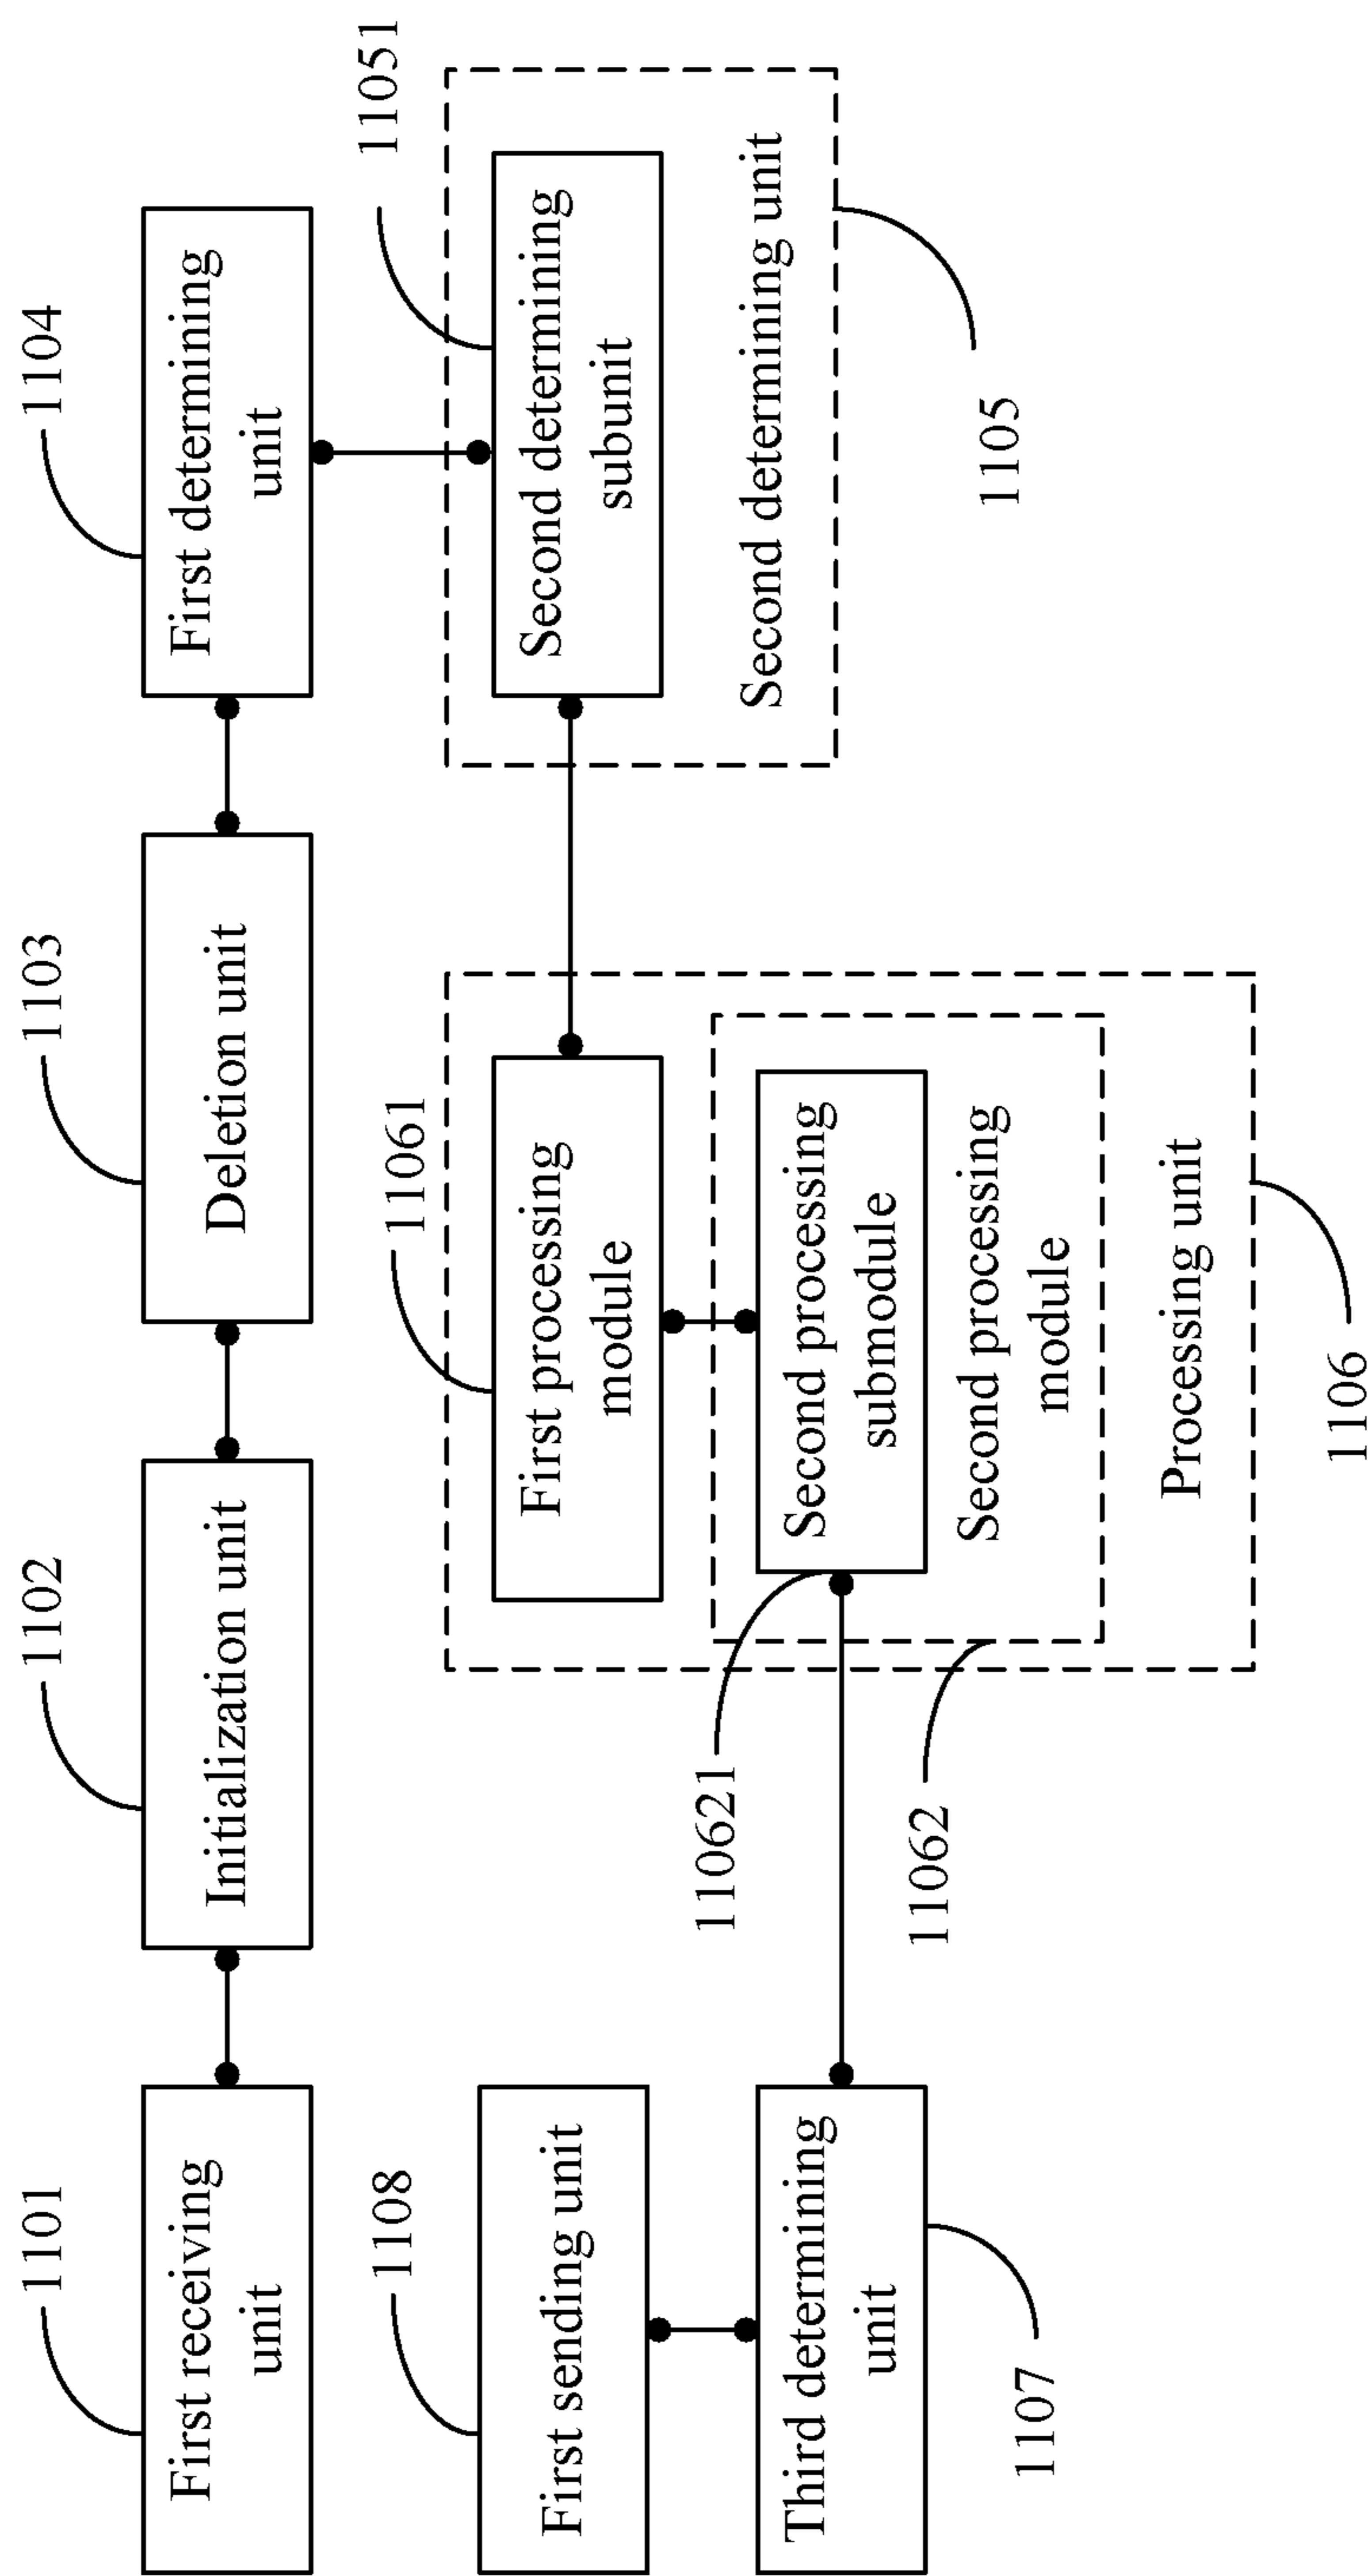 1101
First receiving
unit
1102
Initialization unit
1103
Deletion unit
1104
First determining
unit
1108
First sending unit
11061
First processing
module
11051
Second determining
subunit
Second determining unit
1105
Third determining
unit
1107
11062​1
Second processing
submodule
11062
Second processing
module
Processing unit
1106